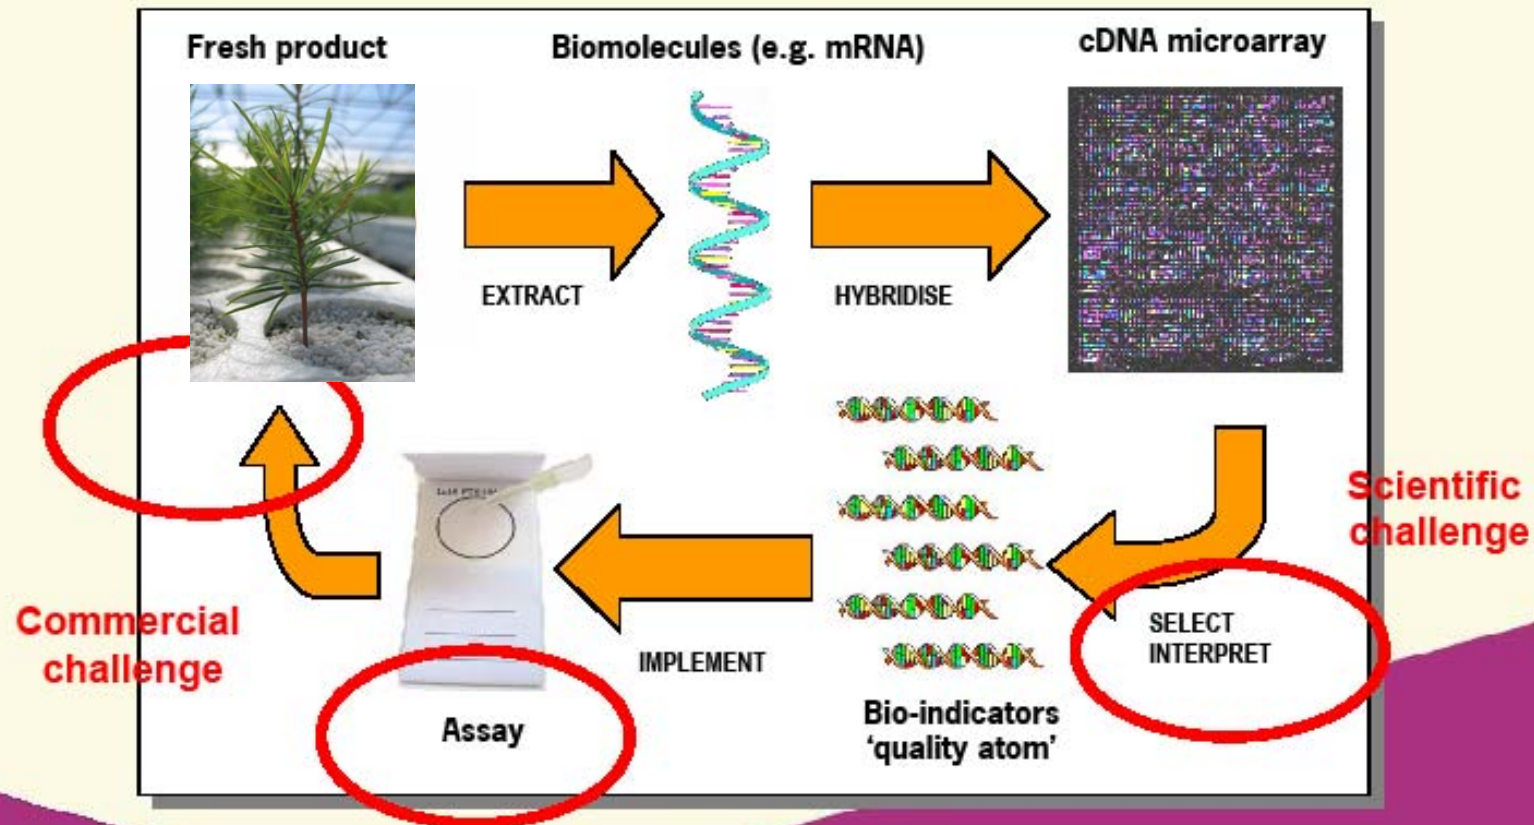 Fresh product
Biomolecules (e.g. mRNA)
cDNA microarray
EXTRACT
HYBRIDISE
Scientific
challenge
SELECT
INTERPRET
Bio-indicators
‘quality atom’
IMPLEMENT
Assay
Commercial
challenge